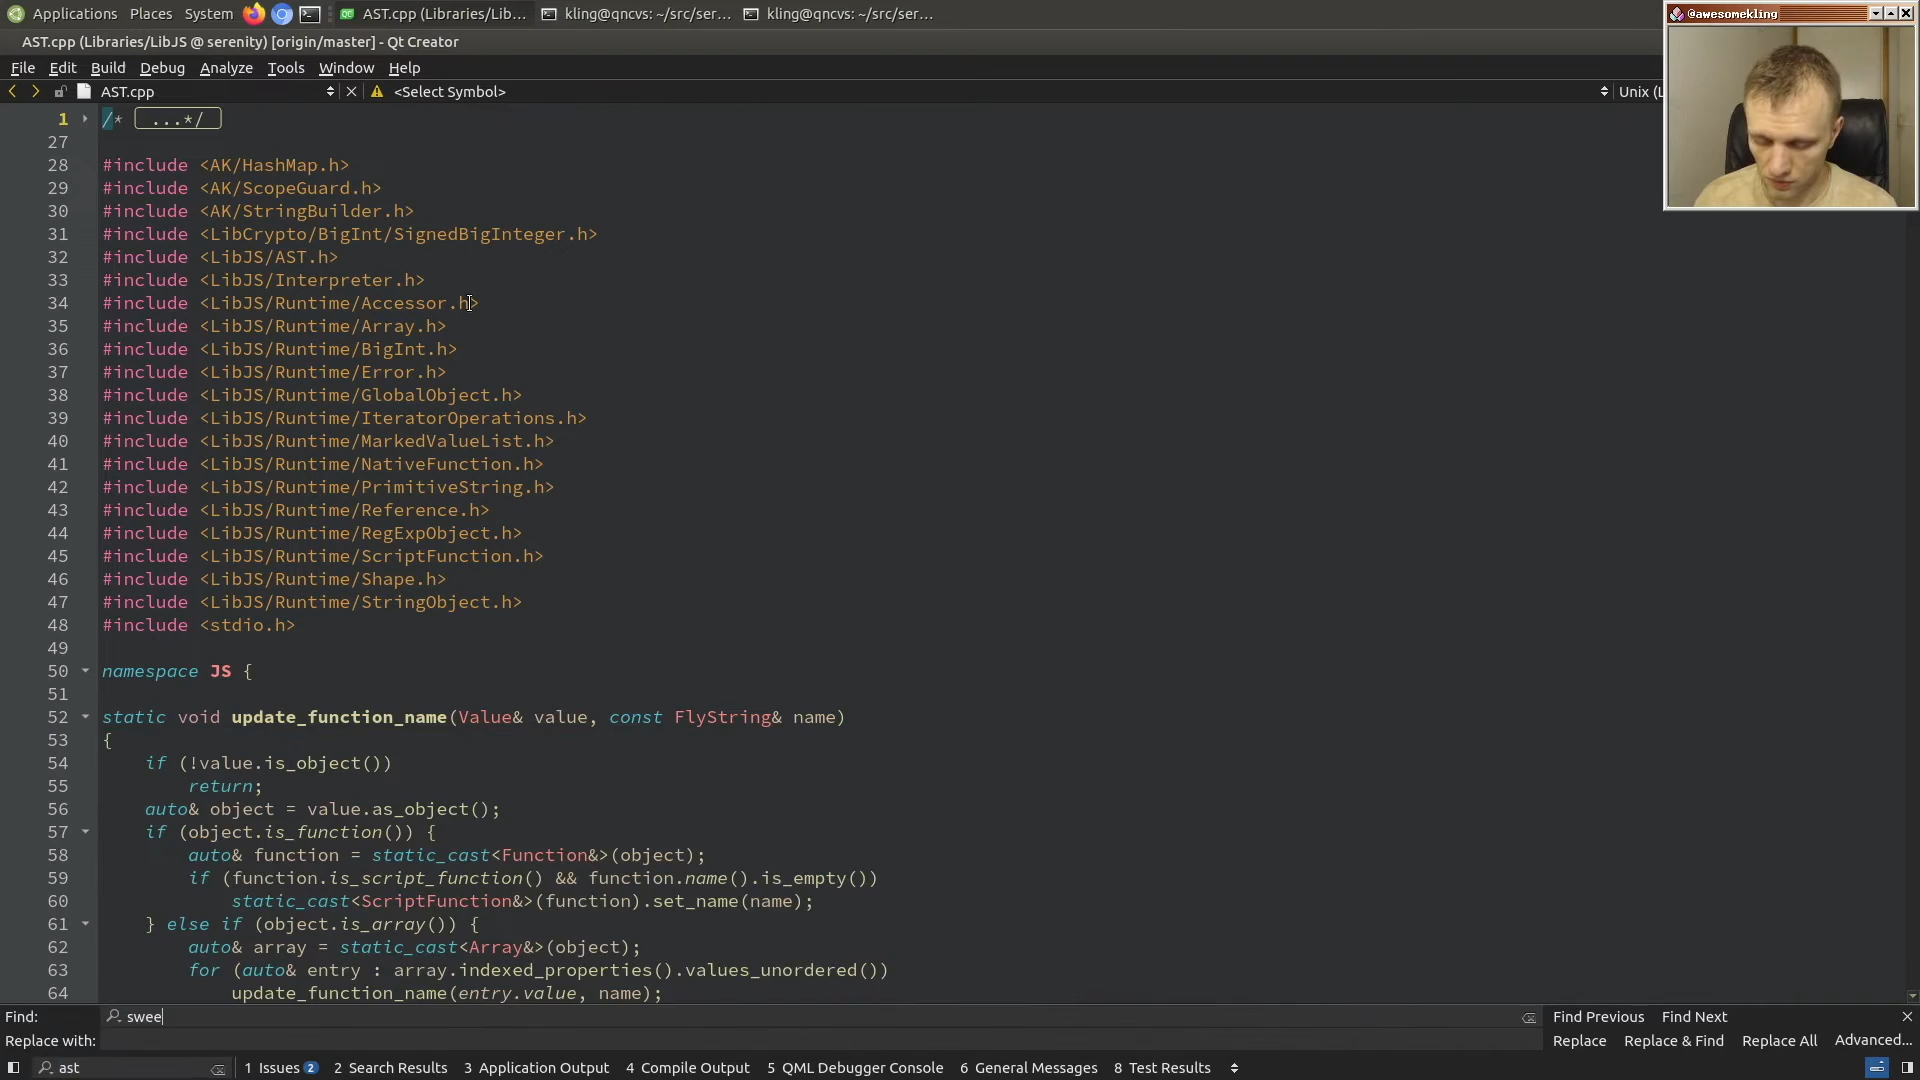 Applications Places System AST.cpp (Libraries/Lib... kling@qncvs: ~/src/ser... kling@qncvs: ~/src/ser...
@awesomekling
AST.cpp (Libraries/LibJS @ serenity) [origin/master] - Qt Creator
File Edit Build Debug Analyze Tools Window Help
AST.cpp <Select Symbol> Unix (L
1 /* ...*/
27
28 #include <AK/HashMap.h>
29 #include <AK/ScopeGuard.h>
30 #include <AK/StringBuilder.h>
31 #include <LibCrypto/BigInt/SignedBigInteger.h>
32 #include <LibJS/AST.h>
33 #include <LibJS/Interpreter.h>
34 #include <LibJS/Runtime/Accessor.h>
35 #include <LibJS/Runtime/Array.h>
36 #include <LibJS/Runtime/BigInt.h>
37 #include <LibJS/Runtime/Error.h>
38 #include <LibJS/Runtime/GlobalObject.h>
39 #include <LibJS/Runtime/IteratorOperations.h>
40 #include <LibJS/Runtime/MarkedValueList.h>
41 #include <LibJS/Runtime/NativeFunction.h>
42 #include <LibJS/Runtime/PrimitiveString.h>
43 #include <LibJS/Runtime/Reference.h>
44 #include <LibJS/Runtime/RegExpObject.h>
45 #include <LibJS/Runtime/ScriptFunction.h>
46 #include <LibJS/Runtime/Shape.h>
47 #include <LibJS/Runtime/StringObject.h>
48 #include <stdio.h>
49
50 namespace JS {
51
52 static void update_function_name(Value& value, const FlyString& name)
53 {
54 if (!value.is_object())
55 return;
56 auto& object = value.as_object();
57 if (object.is_function()) {
58 auto& function = static_cast<Function&>(object);
59 if (function.is_script_function() && function.name().is_empty())
60 static_cast<ScriptFunction&>(function).set_name(name);
61 } else if (object.is_array()) {
62 auto& array = static_cast<Array&>(object);
63 for (auto& entry : array.indexed_properties().values_unordered())
64 update_function_name(entry.value, name);
Find: swee Find Previous Find Next
Replace with: Replace Replace & Find Replace All Advanced...
ast 1 Issues 2 2 Search Results 3 Application Output 4 Compile Output 5 QML Debugger Console 6 General Messages 8 Test Results